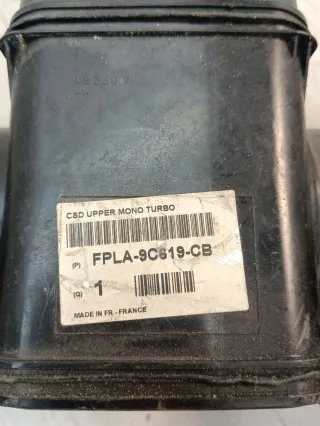 CSD UPPER MONO TURBO
(P) FPLA-9C619-CB
(Q) 1
MADE IN FR - FRANCE